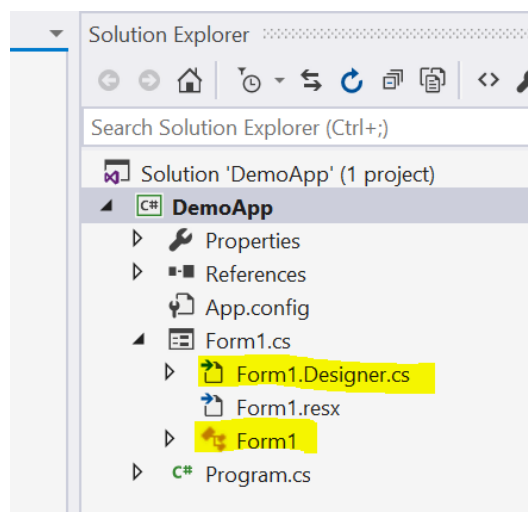 Solution Explorer
Search Solution Explorer (Ctrl+;)
Solution 'DemoApp' (1 project)
C# DemoApp
Properties
References
App.config
Form1.cs
Form1.Designer.cs
Form1.resx
Form1
C# Program.cs